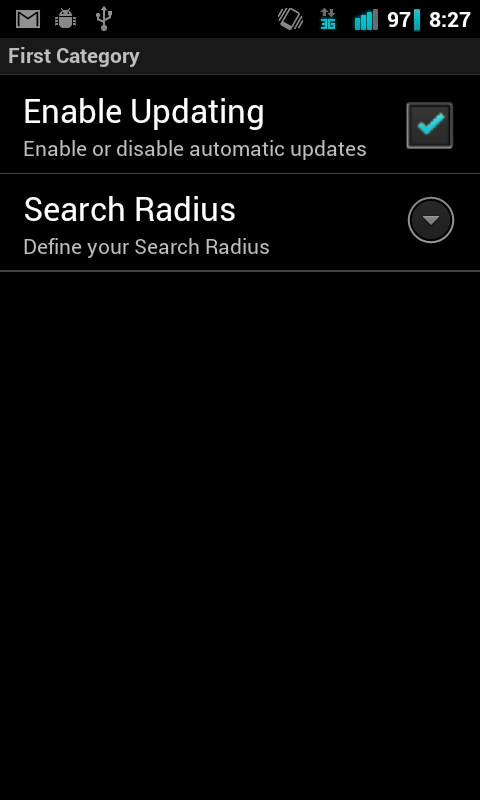 3G 97 8:27
First Category
Enable Updating
Enable or disable automatic updates
Search Radius
Define your Search Radius